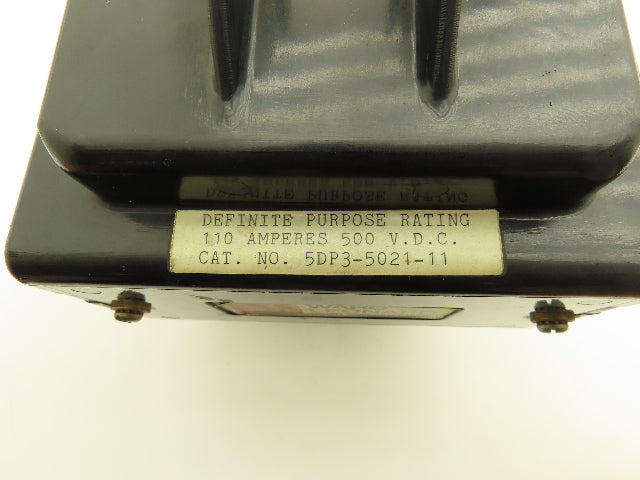 DEFINITE PURPOSE RATING
110 AMPERES 500 V.D.C.
CAT. NO. 5DP3-5021-11